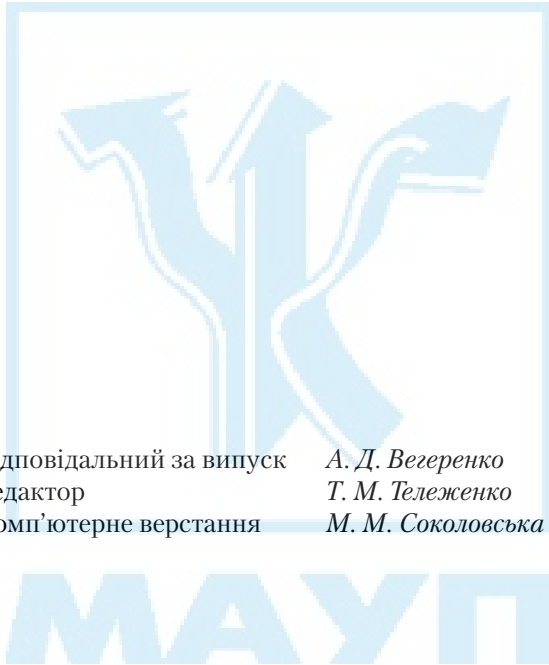 дповідальний за випуск А. Д. Вегеренко
едактор Т. М. Тележенко
омп’ютерне верстання М. М. Соколовська
МАУП